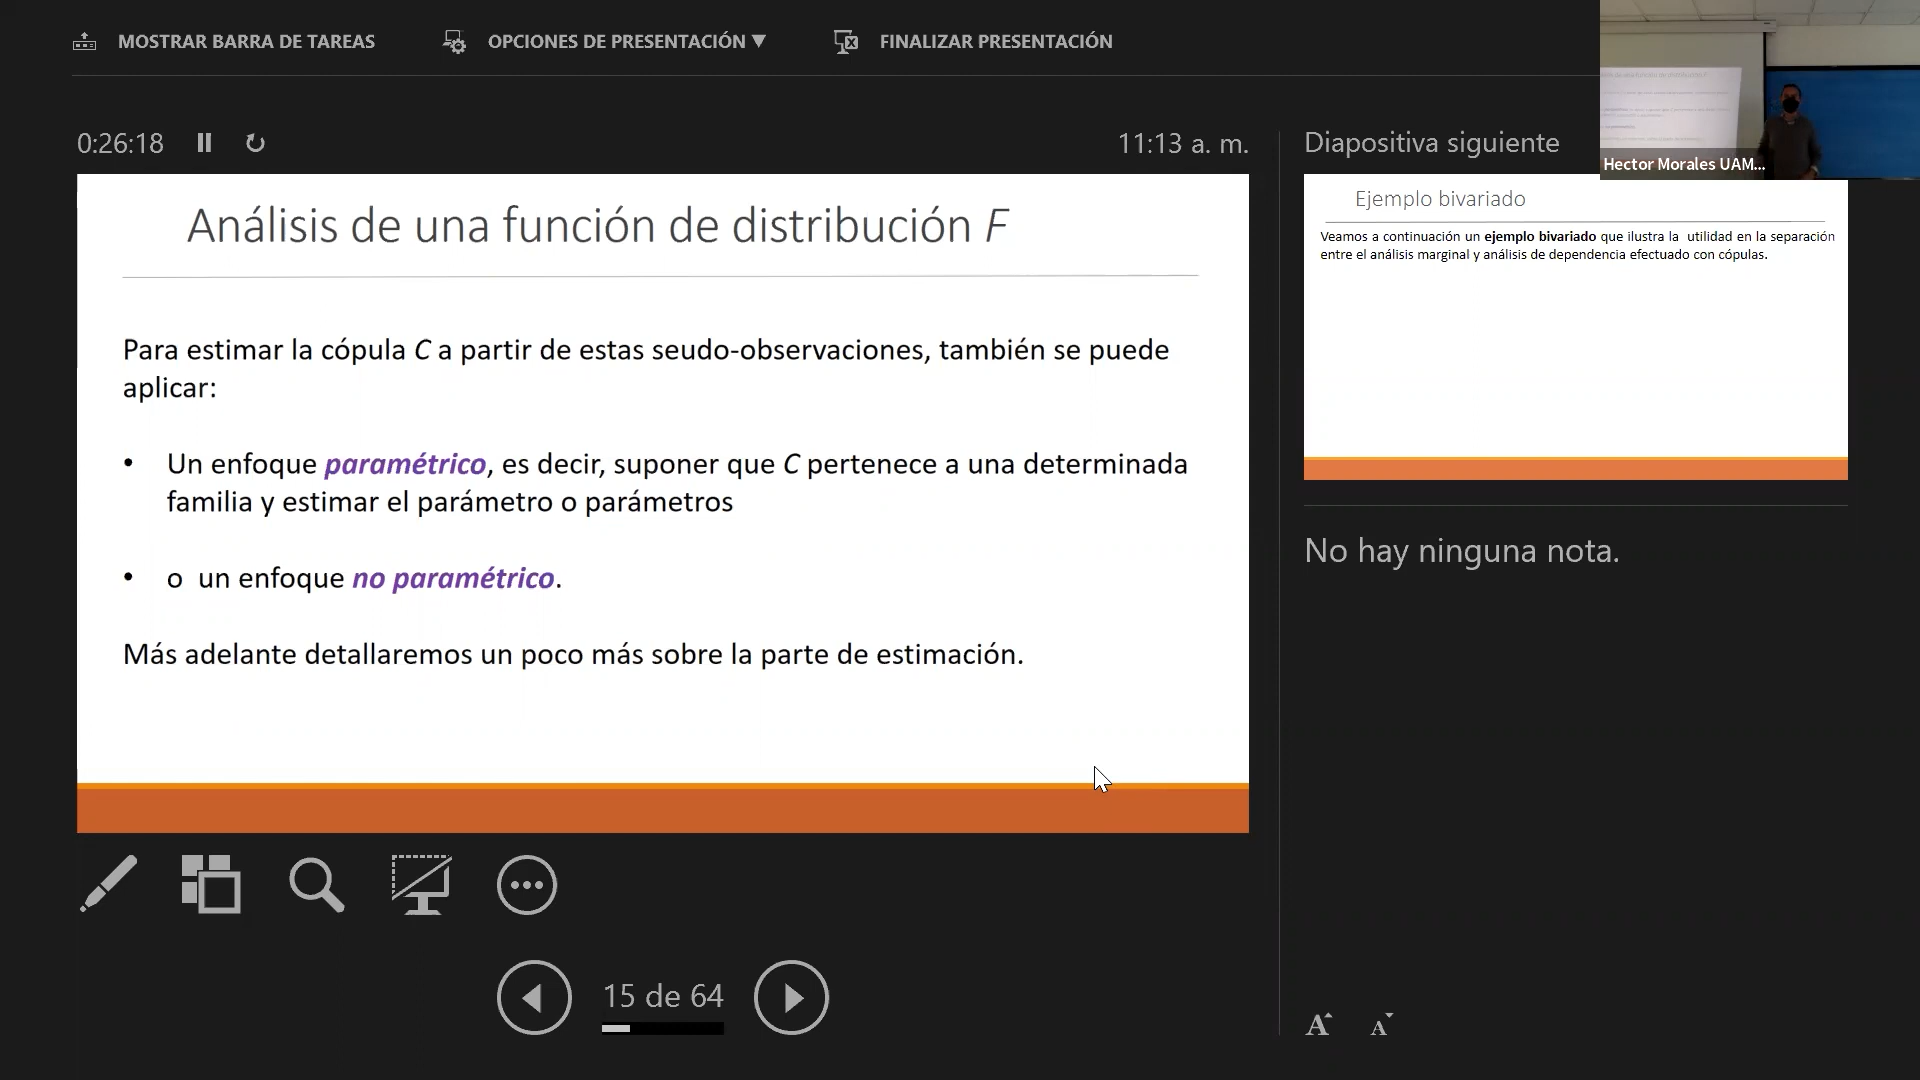 MOSTRAR BARRA DE TAREAS
OPCIONES DE PRESENTACIÓN ▼
FINALIZAR PRESENTACIÓN
Hector Morales UAM...
0:26:18
11:13 a. m.
Análisis de una función de distribución F
Para estimar la cópula C a partir de estas seudo-observaciones, también se puede
aplicar:
• Un enfoque paramétrico, es decir, suponer que C pertenece a una determinada
familia y estimar el parámetro o parámetros
• o un enfoque no paramétrico.
Más adelante detallaremos un poco más sobre la parte de estimación.
15 de 64
Diapositiva siguiente
Ejemplo bivariado
Veamos a continuación un ejemplo bivariado que ilustra la utilidad en la separación
entre el análisis marginal y análisis de dependencia efectuado con cópulas.
No hay ninguna nota.
A A